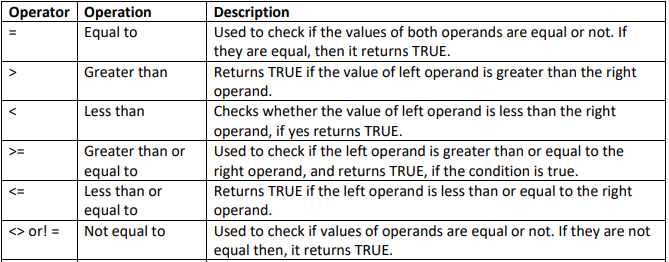 Operator Operation Description
= Equal to Used to check if the values of both operands are equal or not. If
they are equal, then it returns TRUE.
> Greater than Returns TRUE if the value of left operand is greater than the right
operand.
< Less than Checks whether the value of left operand is less than the right
operand, if yes returns TRUE.
>= Greater than or Used to check if the left operand is greater than or equal to the
equal to right operand, and returns TRUE, if the condition is true.
<= Less than or Returns TRUE if the left operand is less than or equal to the right
equal to operand.
<> or! = Not equal to Used to check if values of operands are equal or not. If they are not
equal then, it returns TRUE.